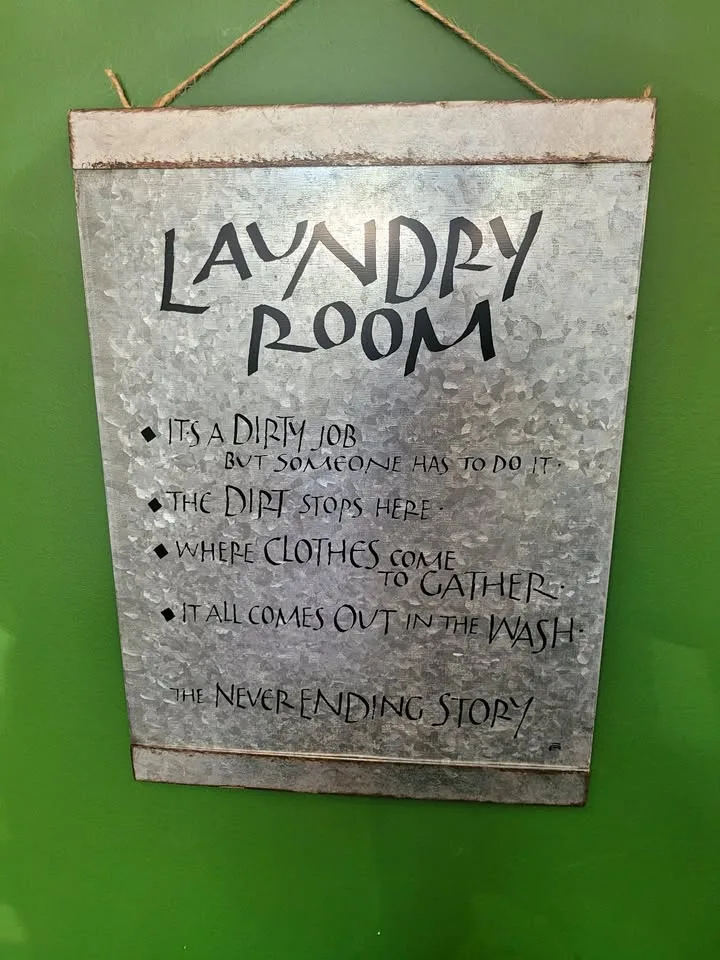 LAUNDRY
ROOM
◆ IT'S A DIRTY JOB
BUT SOMEONE HAS TO DO IT.
◆ THE DIRT STOPS HERE.
◆ WHERE CLOTHES COME
TO GATHER.
◆ IT ALL COMES OUT IN THE WASH.
THE NEVER ENDING STORY